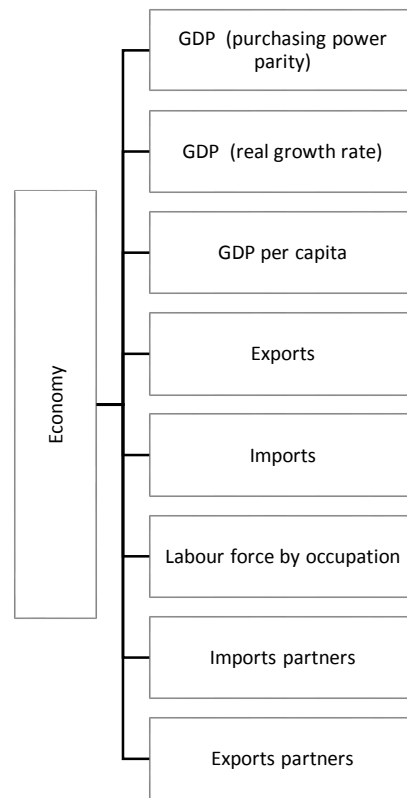 GDP (purchasing power
parity)
GDP (real growth rate)
GDP per capita
Exports
Economy
Imports
Labour force by occupation
Imports partners
Exports partners